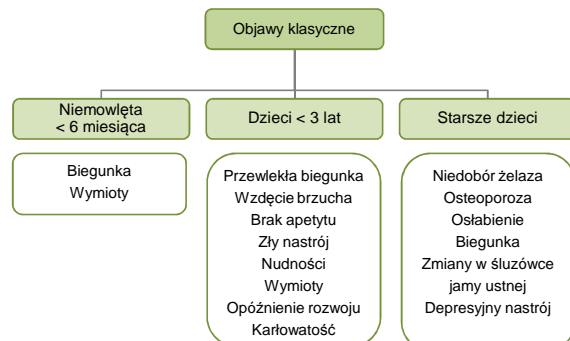 Objawy klasyczne
Niemowlęta
< 6 miesiąca
Biegunka
Wymioty
Dzieci < 3 lat
Przewlekła biegunka
Wzdęcie brzucha
Brak apetytu
Zły nastrój
Nudności
Wymioty
Opóźnienie rozwoju
Karłowatość
Starsze dzieci
Niedobór żelaza
Osteoporoza
Osłabienie
Biegunka
Zmiany w śluzówce
jamy ustnej
Depresyjny nastrój